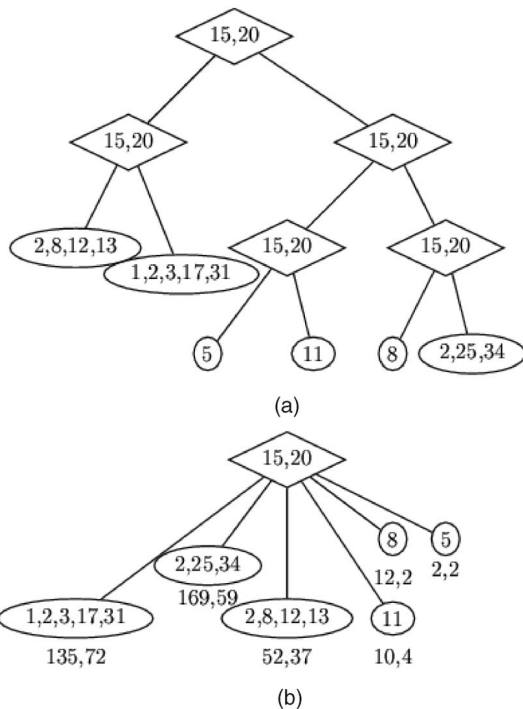 15,20
15,20 15,20
2,8,12,13 15,20 15,20
1,2,3,17,31
5 11 8 2,25,34
(a)
15,20
8 5
2,25,34 12,2 2,2
169,59
1,2,3,17,31 2,8,12,13 11
135,72 52,37 10,4
(b)